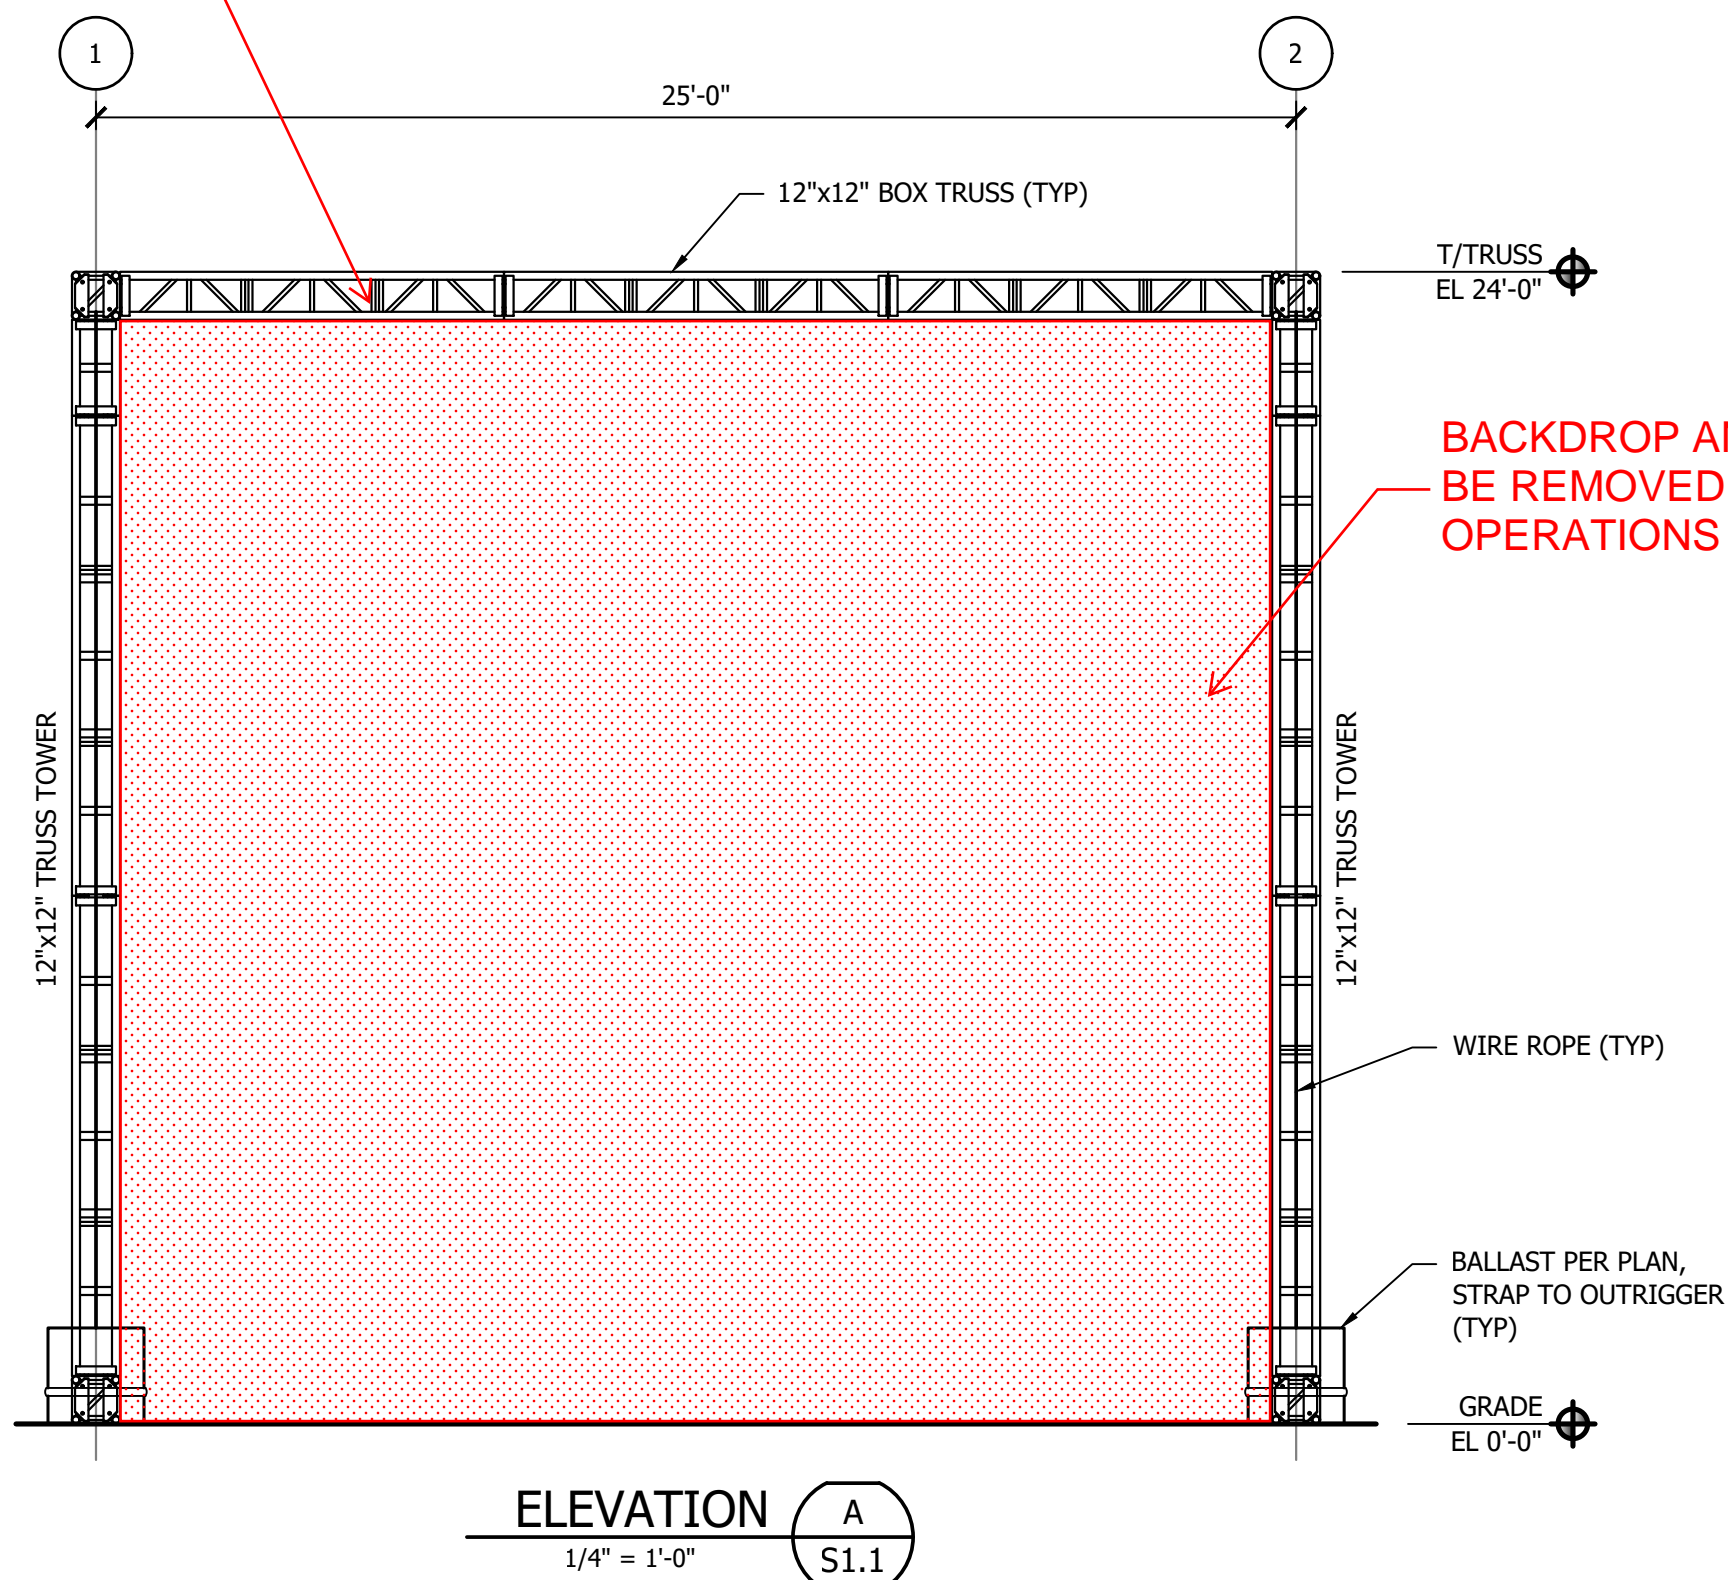 1
2
25'-0"
12"x12" BOX TRUSS (TYP)
T/TRUSS
EL 24'-0"
BACKDROP
BE REMOVED
OPERATIONS
12"x12" TRUSS TOWER
12"x12" TRUSS TOWER
WIRE ROPE (TYP)
BALLAST PER PLAN,
STRAP TO OUTRIGGER
(TYP)
GRADE
EL 0'-0"
ELEVATION
1/4" = 1'-0"
A
S1.1